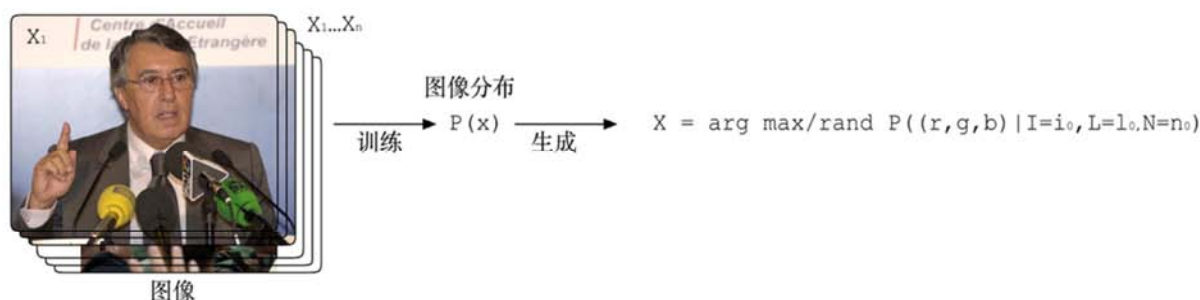 X₁
Centre d'Accueil
de la Etrangère
X₁…Xₙ
图像
训练
图像分布
P(x)
生成
X = arg max/rand P((r,g,b)|I=i₀,L=l₀,N=n₀)